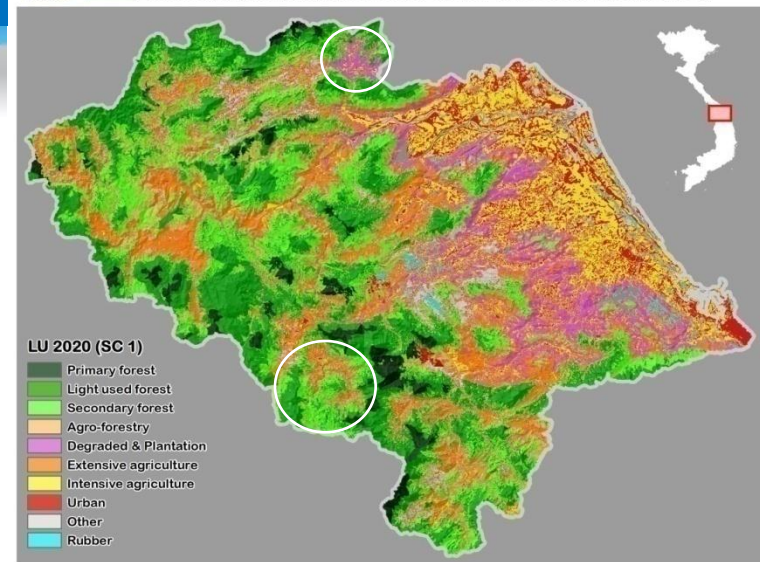 LU 2020 (SC 1)
Primary forest
Light used forest
Secondary forest
Agro-forestry
Degraded & Plantation
Extensive agriculture
Intensive agriculture
Urban
Other
Rubber